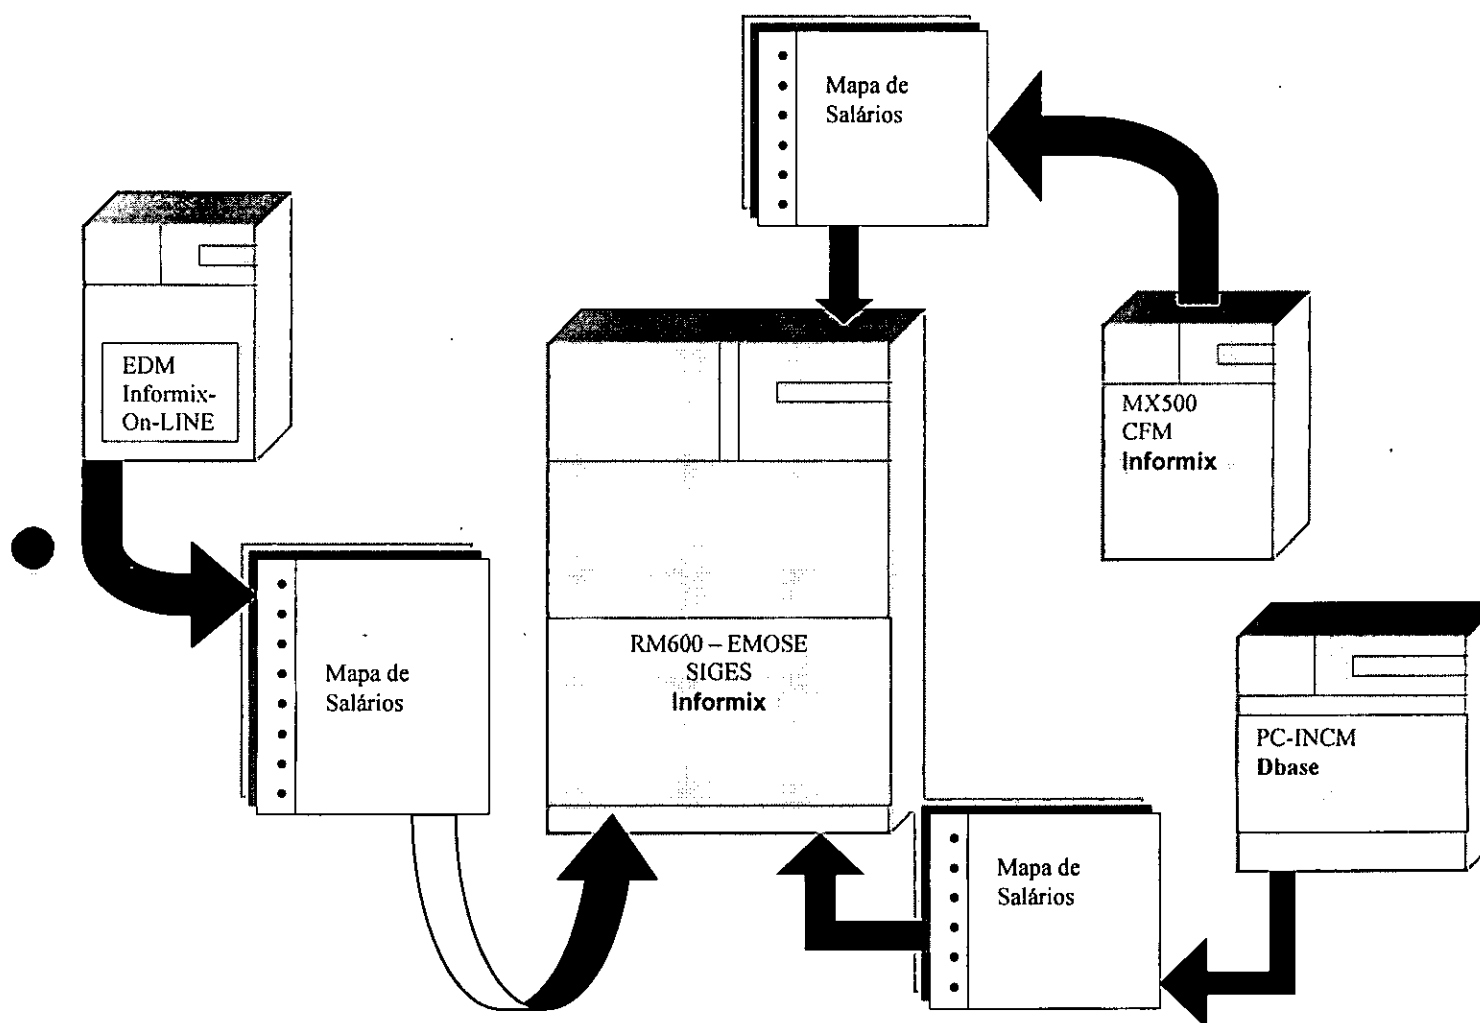 Mapa de
Salários
EDM
Informix-
On-LINE
MX500
CFM
Informix
RM600 – EMOSE
SIGES
Informix
Mapa de
Salários
PC-INCM
Dbase
Mapa de
Salários